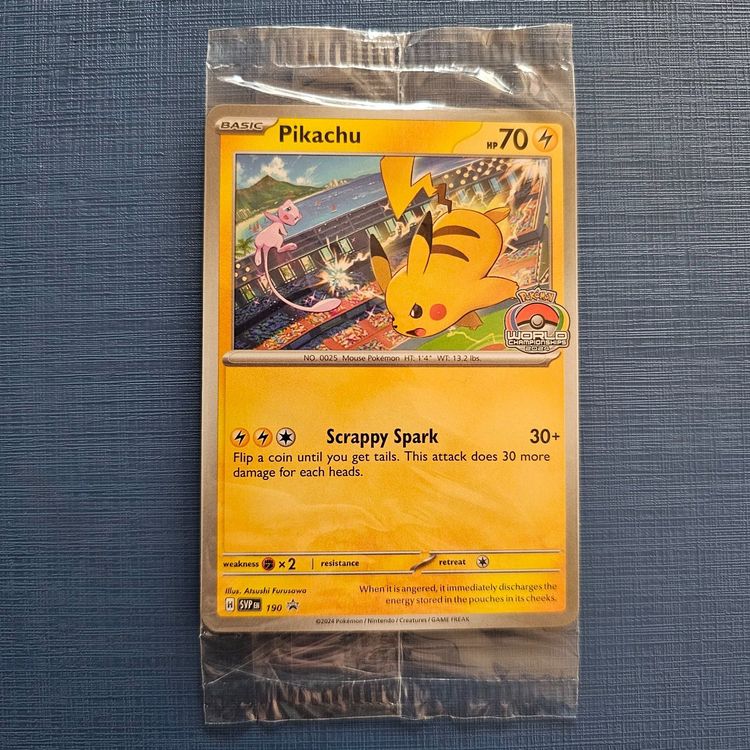 BASIC Pikachu HP 70
Pokémon
WORLD
CHAMPIONSHIPS
2024
NO. 0025 Mouse Pokémon HT: 1'4" WT: 13.2 lbs.
Scrappy Spark 30+
Flip a coin until you get tails. This attack does 30 more
damage for each heads.
weakness ×2 resistance retreat
Illus. Atsushi Furusawa
H SVP EN 190
When it is angered, it immediately discharges the
energy stored in the pouches in its cheeks.
©2024 Pokémon / Nintendo / Creatures / GAME FREAK